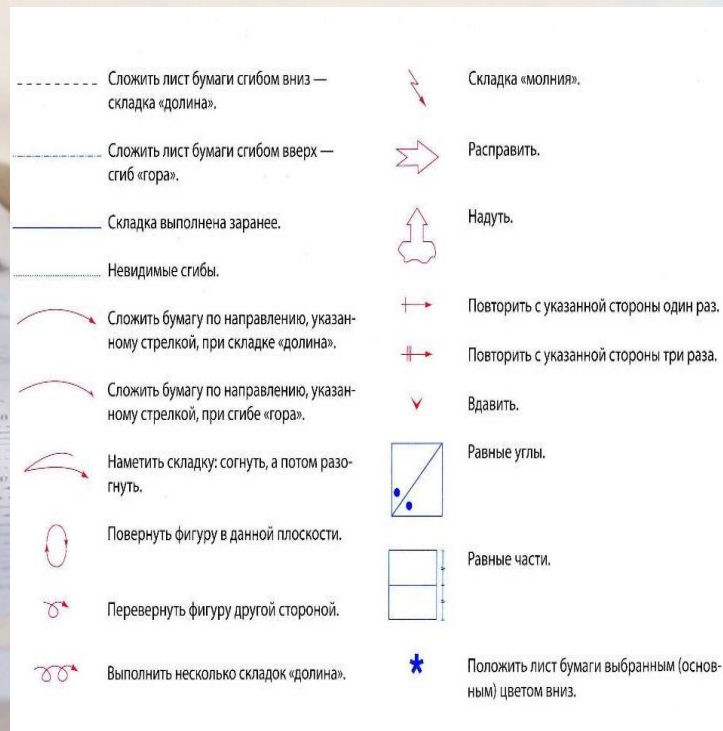 Сложить лист бумаги сгибом вниз —
складка «долина».
Сложить лист бумаги сгибом вверх —
сгиб «гора».
Складка выполнена заранее.
Невидимые сгибы.
Сложить бумагу по направлению, указан-
ному стрелкой, при складке «долина».
Сложить бумагу по направлению, указан-
ному стрелкой, при сгибе «гора».
Наметить складку: согнуть, а потом разо-
гнуть.
Повернуть фигуру в данной плоскости.
Перевернуть фигуру другой стороной.
Выполнить несколько складок «долина».
Складка «молния».
Расправить.
Надуть.
Повторить с указанной стороны один раз.
Повторить с указанной стороны три раза.
Вдавить.
Равные углы.
Равные части.
Положить лист бумаги выбранным (основ-
ным) цветом вниз.